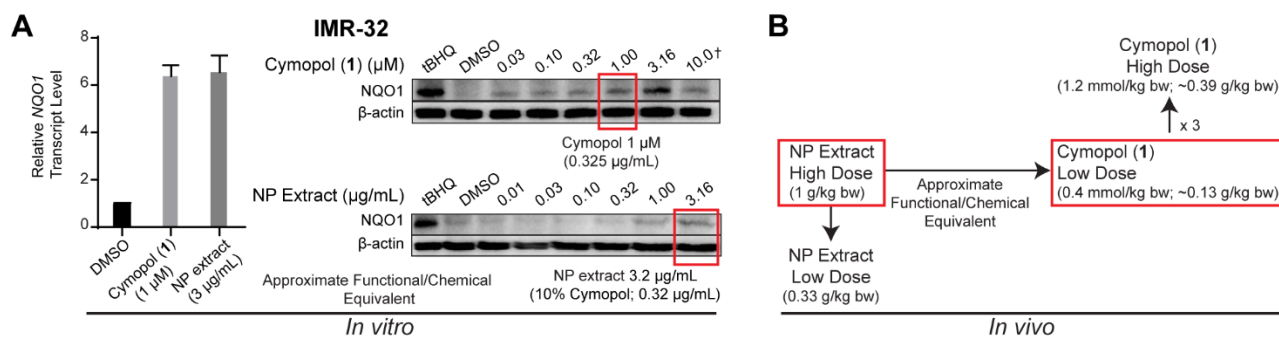 A
IMR-32
Relative NQO1
Transcript Level
8
6
4
2
0
DMSO
Cymopol (1)
(1 µM)
NP extract
(3 µg/mL)
Cymopol (1) (µM)
tBHQ
DMSO
0.03
0.10
0.32
1.00
3.16
10.0†
NQO1
β-actin
Cymopol 1 µM
(0.325 µg/mL)
NP Extract (µg/mL)
tBHQ
DMSO
0.01
0.03
0.10
0.32
1.00
3.16
NQO1
β-actin
Approximate Functional/Chemical
Equivalent
NP extract 3.2 µg/mL
(10% Cymopol; 0.32 µg/mL)
In vitro
B
Cymopol (1)
High Dose
(1.2 mmol/kg bw; ~0.39 g/kg bw)
x 3
NP Extract
High Dose
(1 g/kg bw)
Approximate
Functional/Chemical
Equivalent
Cymopol (1)
Low Dose
(0.4 mmol/kg bw; ~0.13 g/kg bw)
NP Extract
Low Dose
(0.33 g/kg bw)
In vivo